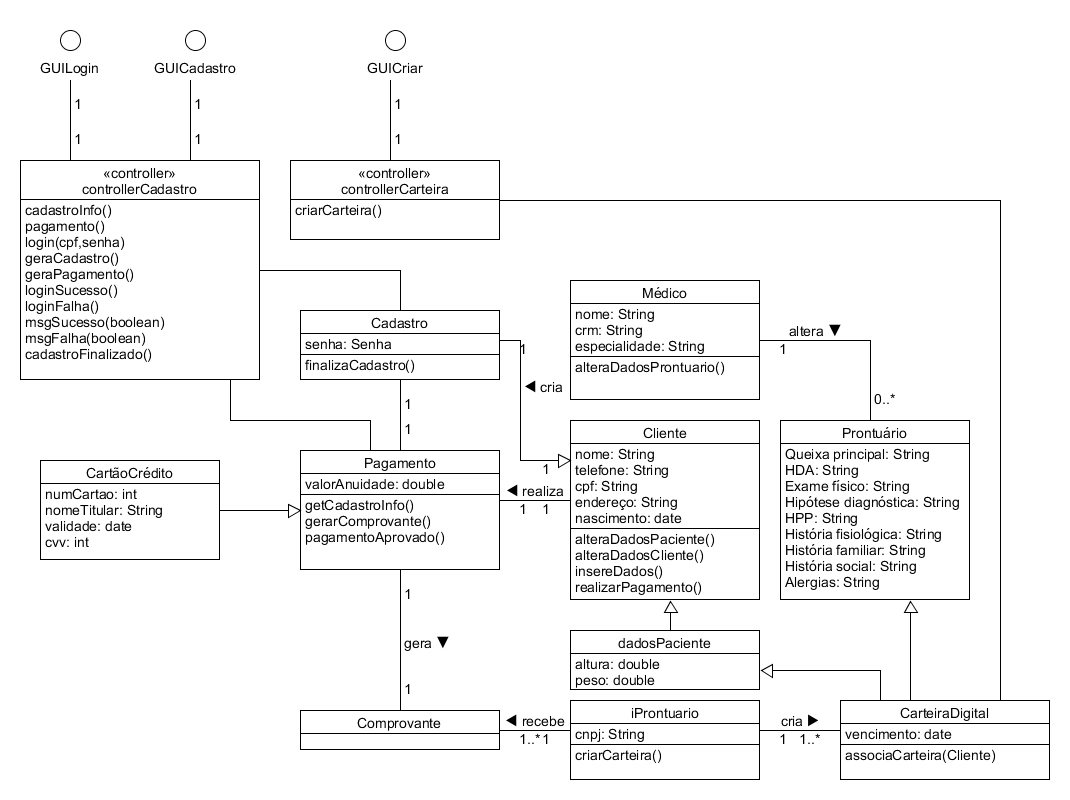 GUILogin
GUICadastro
GUICriar
1
1
1
1
1
1
«controller»
controllerCadastro
cadastroInfo()
pagamento()
login(cpf,senha)
geraCadastro()
geraPagamento()
loginSucesso()
loginFalha()
msgSucesso(boolean)
msgFalha(boolean)
cadastroFinalizado()
«controller»
controllerCarteira
criarCarteira()
Cadastro
senha: Senha
finalizaCadastro()
1
◀ cria
1
1
1
Médico
nome: String
crm: String
especialidade: String
alteraDadosProntuario()
altera ▼
1
0..*
CartãoCrédito
numCartao: int
nomeTitular: String
validade: date
cvv: int
Pagamento
valorAnuidade: double
getCadastroInfo()
gerarComprovante()
pagamentoAprovado()
◀ realiza
1 1
Cliente
nome: String
telefone: String
cpf: String
endereço: String
nascimento: date
alteraDadosPaciente()
alteraDadosCliente()
insereDados()
realizarPagamento()
Prontuário
Queixa principal: String
HDA: String
Exame físico: String
Hipótese diagnóstica: String
HPP: String
História fisiológica: String
História familiar: String
História social: String
Alergias: String
1
gera ▼
1
dadosPaciente
altura: double
peso: double
Comprovante
◀ recebe
1..* 1
iProntuario
cnpj: String
criarCarteira()
cria ▶
1 1..*
CarteiraDigital
vencimento: date
associaCarteira(Cliente)